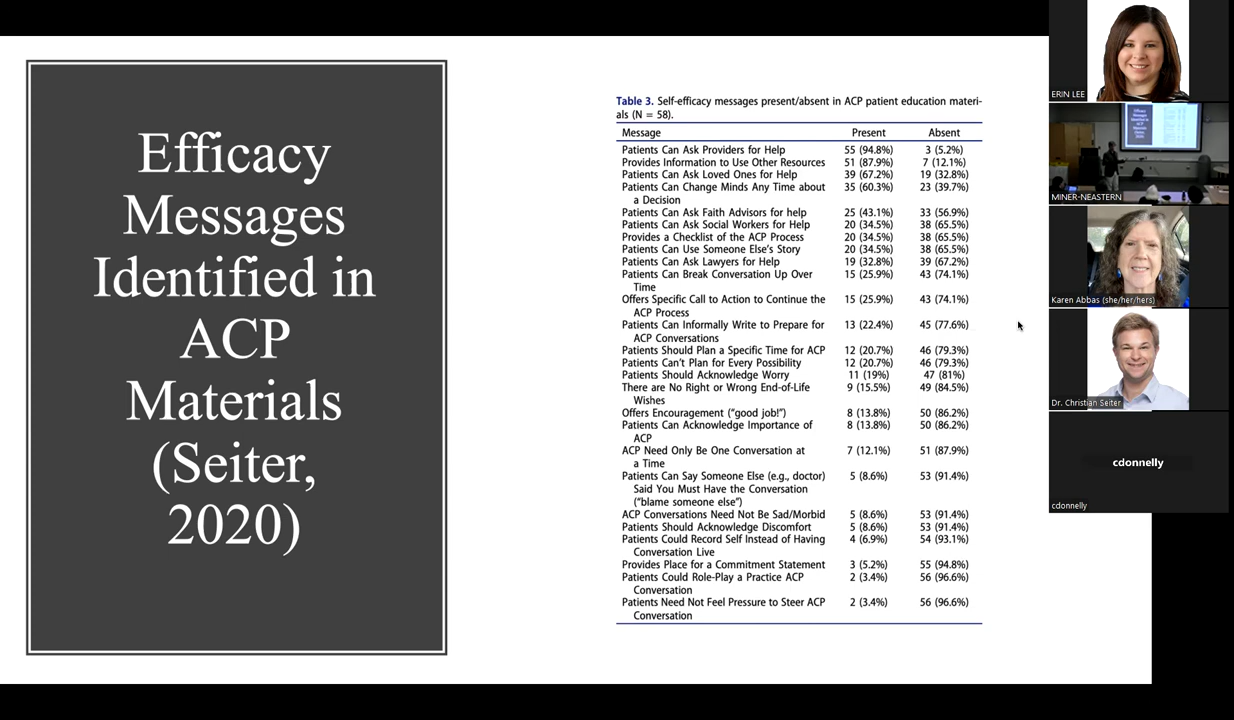 Efficacy
Messages
Identified in
ACP
Materials
(Seiter,
2020)
Table 3. Self-efficacy messages present/absent in ACP patient education materi-
als (N = 58).
Message Present Absent
Patients Can Ask Providers for Help 55 (94.8%) 3 (5.2%)
Provides Information to Use Other Resources 51 (87.9%) 7 (12.1%)
Patients Can Ask Loved Ones for Help 39 (67.2%) 19 (32.8%)
Patients Can Change Minds Any Time about 35 (60.3%) 23 (39.7%)
a Decision
Patients Can Ask Faith Advisors for help 25 (43.1%) 33 (56.9%)
Patients Can Ask Social Workers for Help 20 (34.5%) 38 (65.5%)
Provides a Checklist of the ACP Process 20 (34.5%) 38 (65.5%)
Patients Can Use Someone Else's Story 20 (34.5%) 38 (65.5%)
Patients Can Ask Lawyers for Help 19 (32.8%) 39 (67.2%)
Patients Can Break Conversation Up Over 15 (25.9%) 43 (74.1%)
Time
Offers Specific Call to Action to Continue the 15 (25.9%) 43 (74.1%)
ACP Process
Patients Can Informally Write to Prepare for 13 (22.4%) 45 (77.6%)
ACP Conversations
Patients Should Plan a Specific Time for ACP 12 (20.7%) 46 (79.3%)
Patients Can't Plan for Every Possibility 12 (20.7%) 46 (79.3%)
Patients Should Acknowledge Worry 11 (19%) 47 (81%)
There are No Right or Wrong End-of-Life 9 (15.5%) 49 (84.5%)
Wishes
Offers Encouragement ("good job!") 8 (13.8%) 50 (86.2%)
Patients Can Acknowledge Importance of 8 (13.8%) 50 (86.2%)
ACP
ACP Need Only Be One Conversation at 7 (12.1%) 51 (87.9%)
a Time
Patients Can Say Someone Else (e.g., doctor) 5 (8.6%) 53 (91.4%)
Said You Must Have the Conversation
("blame someone else")
ACP Conversations Need Not Be Sad/Morbid 5 (8.6%) 53 (91.4%)
Patients Should Acknowledge Discomfort 5 (8.6%) 53 (91.4%)
Patients Could Record Self Instead of Having 4 (6.9%) 54 (93.1%)
Conversation Live
Provides Place for a Commitment Statement 3 (5.2%) 55 (94.8%)
Patients Could Role-Play a Practice ACP 2 (3.4%) 56 (96.6%)
Conversation
Patients Need Not Feel Pressure to Steer ACP 2 (3.4%) 56 (96.6%)
Conversation
ERIN LEE
MINER-NEASTERN
Karen Abbas (she/her/hers)
Dr. Christian Seiter
cdonnelly
cdonnelly